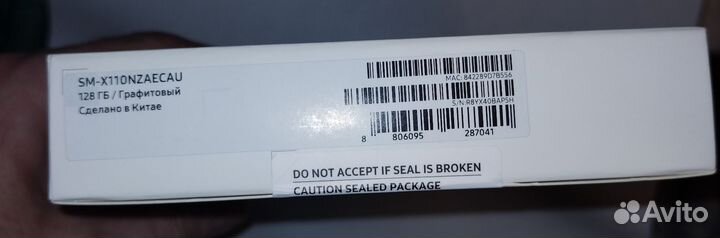 SM-X110NZAECAU
128 ГБ / Графитовый
Сделано в Китае
MAC: 842289D7B556
S/N:R8YX40BAP5H
8 806095 287041
DO NOT ACCEPT IF SEAL IS BROKEN
CAUTION SEALED PACKAGE
Avito